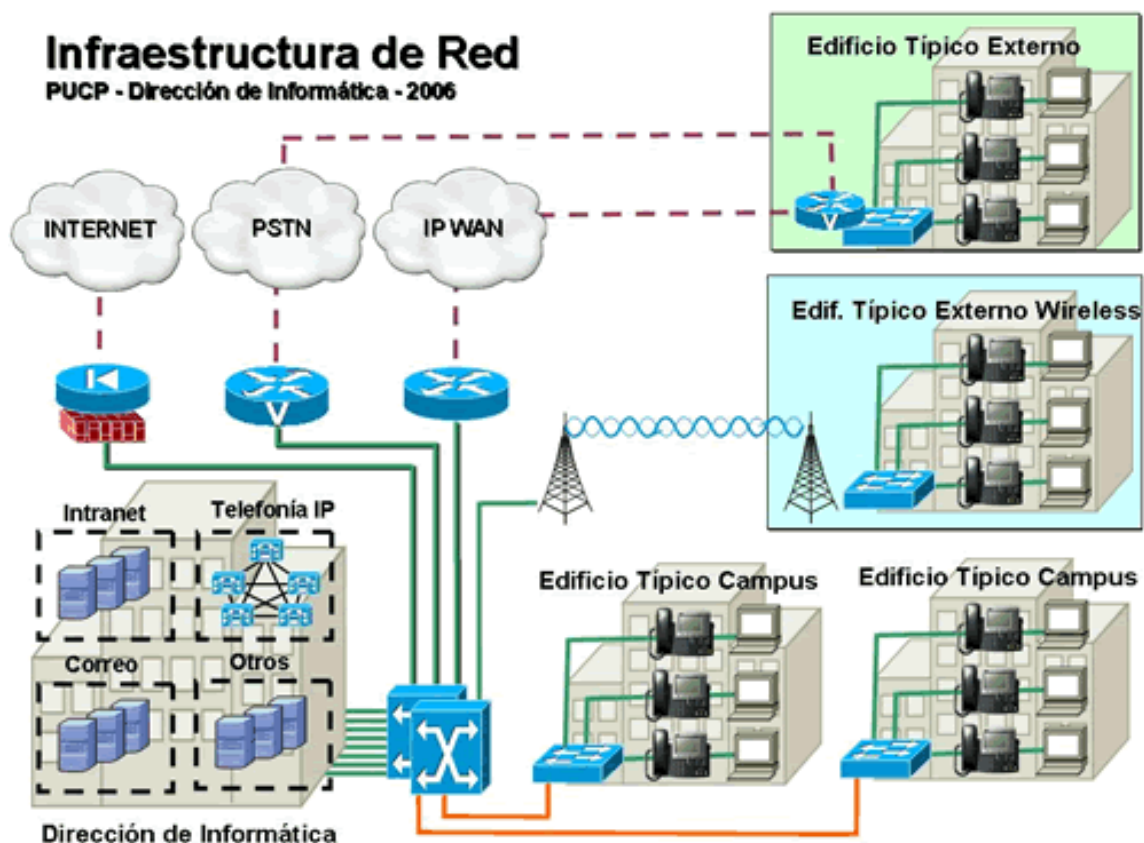 Infraestructura de Red
PUCP - Dirección de Informática - 2006
Edificio Típico Externo
INTERNET
PSTN
IP WAN
V
Edif. Típico Externo Wireless
V
Intranet
Telefonía IP
Edificio Típico Campus
Edificio Típico Campus
Correo
Otros
Dirección de Informática